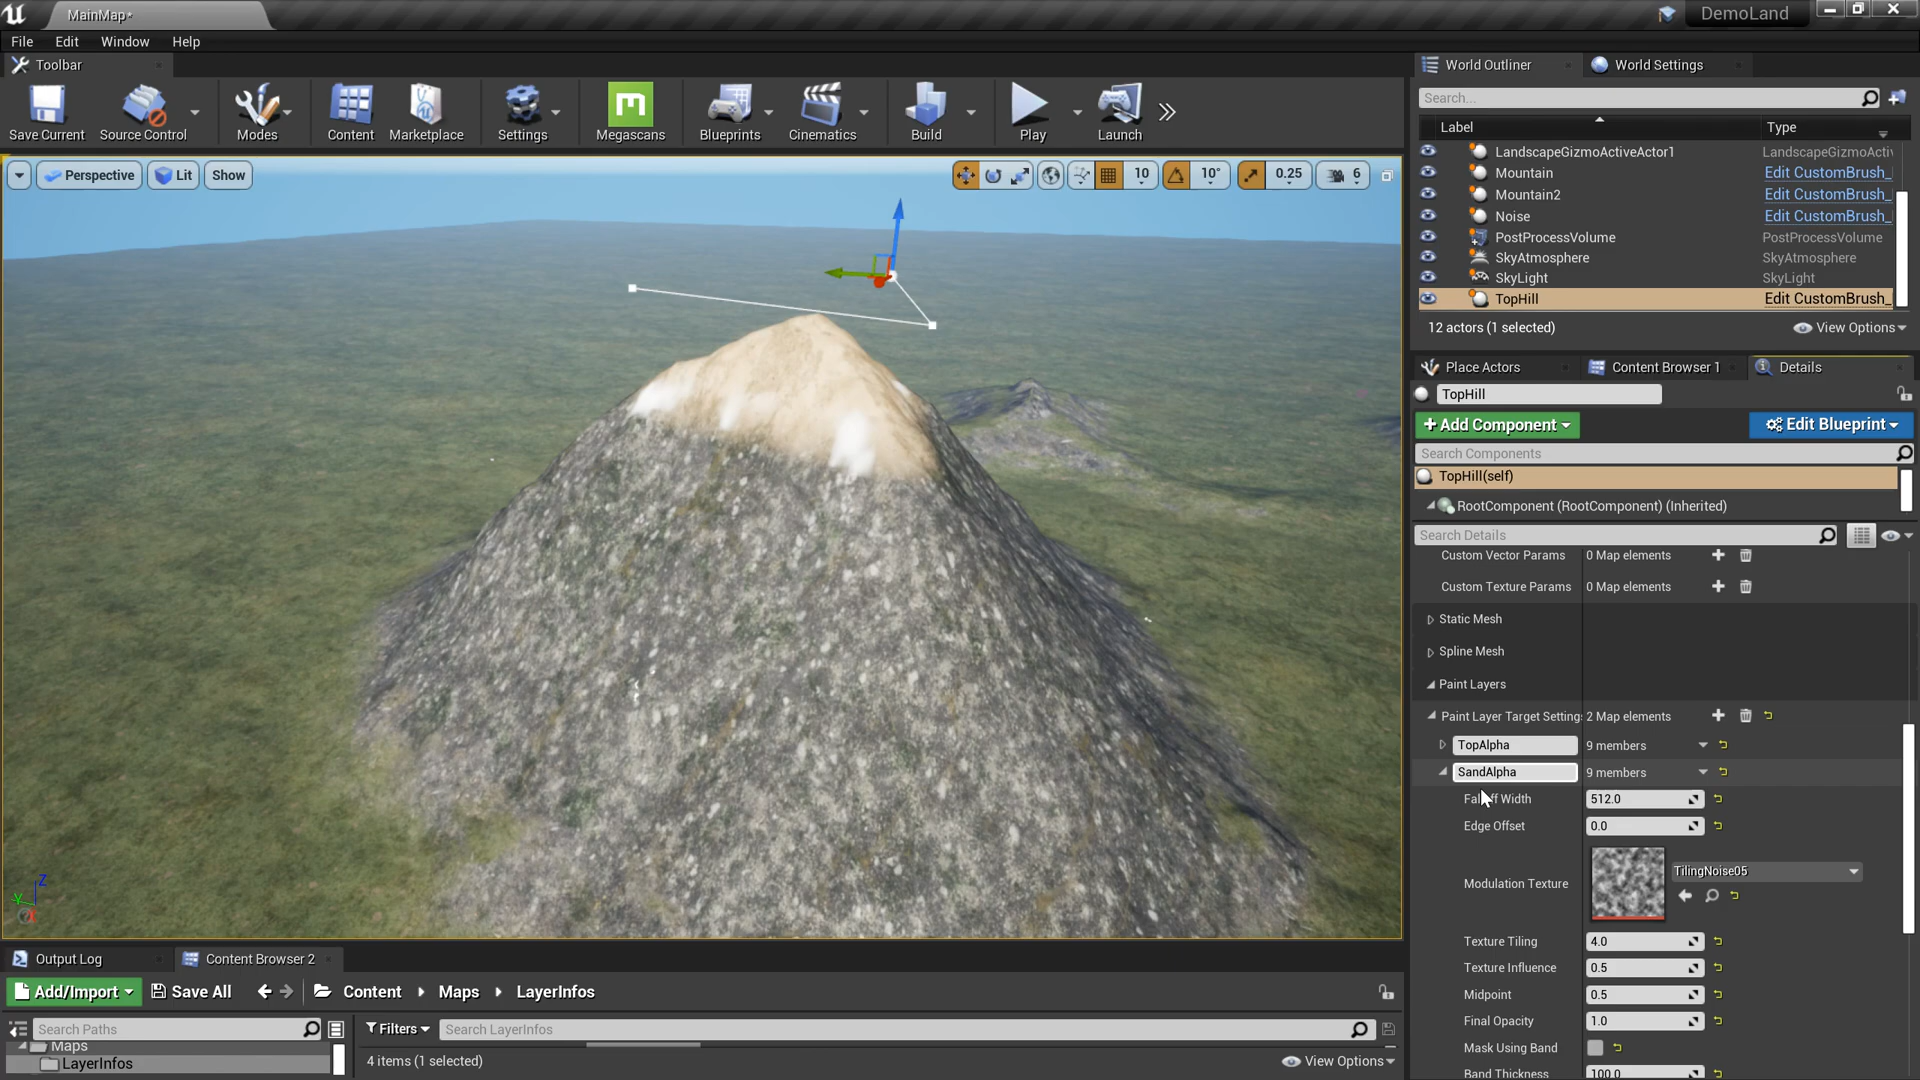 MainMap*
DemoLand
File Edit Window Help
Toolbar
World Outliner World Settings
Save Current Source Control Modes Content Marketplace Settings Megascans Blueprints Cinematics Build Play Launch
Search...
Label Type
Perspective Lit Show 10 10° 0.25 6
LandscapeGizmoActiveActor1 LandscapeGizmoActiv
Mountain Edit CustomBrush_
Mountain2 Edit CustomBrush_
Noise Edit CustomBrush_
PostProcessVolume PostProcessVolume
SkyAtmosphere SkyAtmosphere
SkyLight SkyLight
TopHill Edit CustomBrush_
12 actors (1 selected) View Options
Place Actors Content Browser 1 Details
TopHill
+ Add Component Edit Blueprint
Search Components
TopHill(self)
RootComponent (RootComponent) (Inherited)
Search Details
Custom Vector Params 0 Map elements
Custom Texture Params 0 Map elements
Static Mesh
Spline Mesh
Paint Layers
Paint Layer Target Setting 2 Map elements
TopAlpha 9 members
SandAlpha 9 members
Falloff Width 512.0
Edge Offset 0.0
Modulation Texture TilingNoise05
Texture Tiling 4.0
Texture Influence 0.5
Midpoint 0.5
Final Opacity 1.0
Mask Using Band
Band Thickness 100.0
Z
Y
Output Log Content Browser 2
Add/Import Save All Content Maps LayerInfos
Search Paths Filters Search LayerInfos
Maps
LayerInfos
4 items (1 selected) View Options